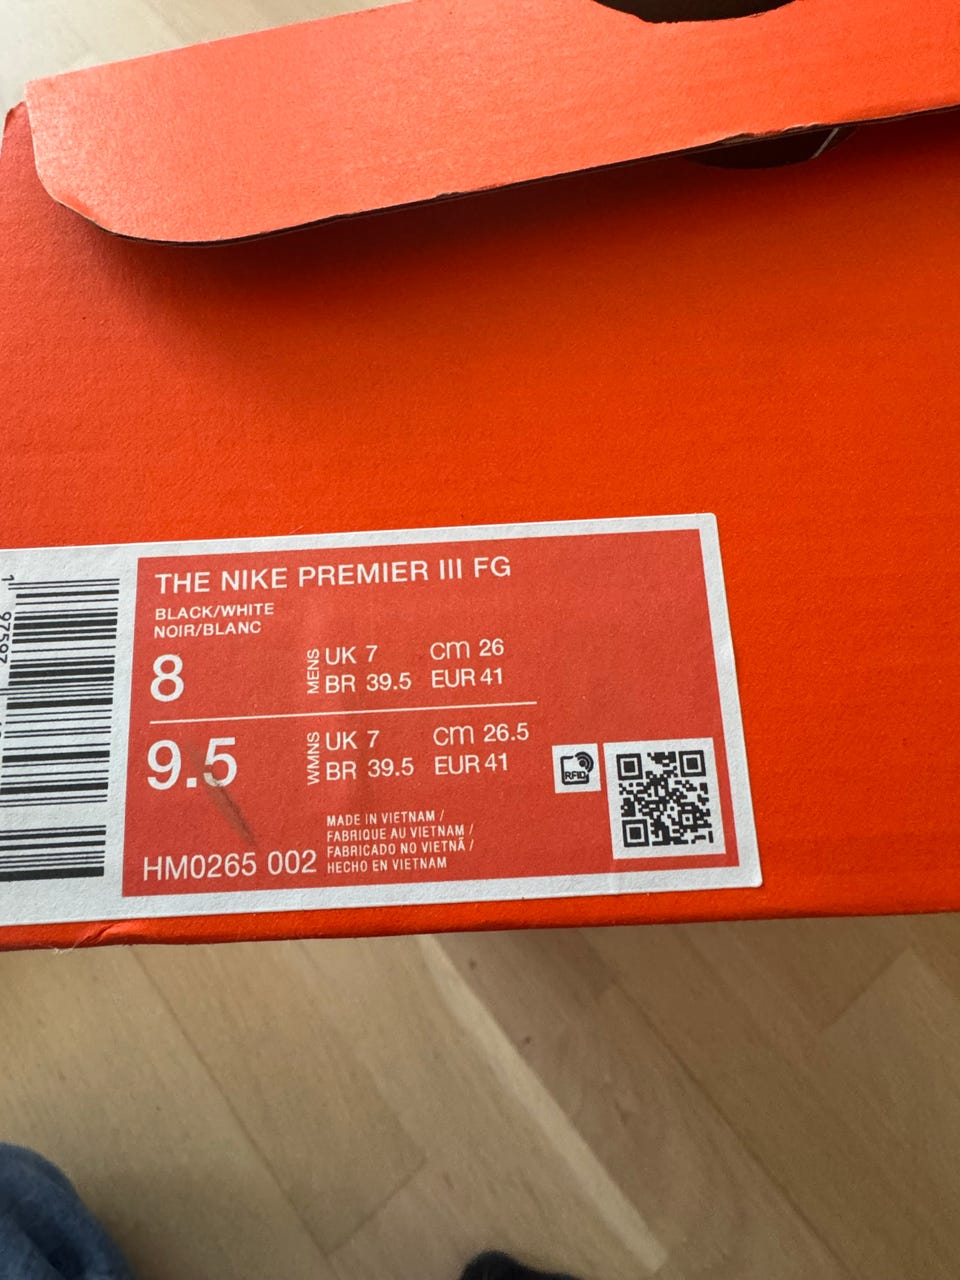 THE NIKE PREMIER III FG
BLACK/WHITE
NOIR/BLANC
8 MENS UK 7 cm 26
BR 39.5 EUR 41
9.5 WMNS UK 7 cm 26.5
BR 39.5 EUR 41
RFID
MADE IN VIETNAM /
FABRIQUE AU VIETNAM /
FABRICADO NO VIETNÃ /
HECHO EN VIETNAM
HM0265 002